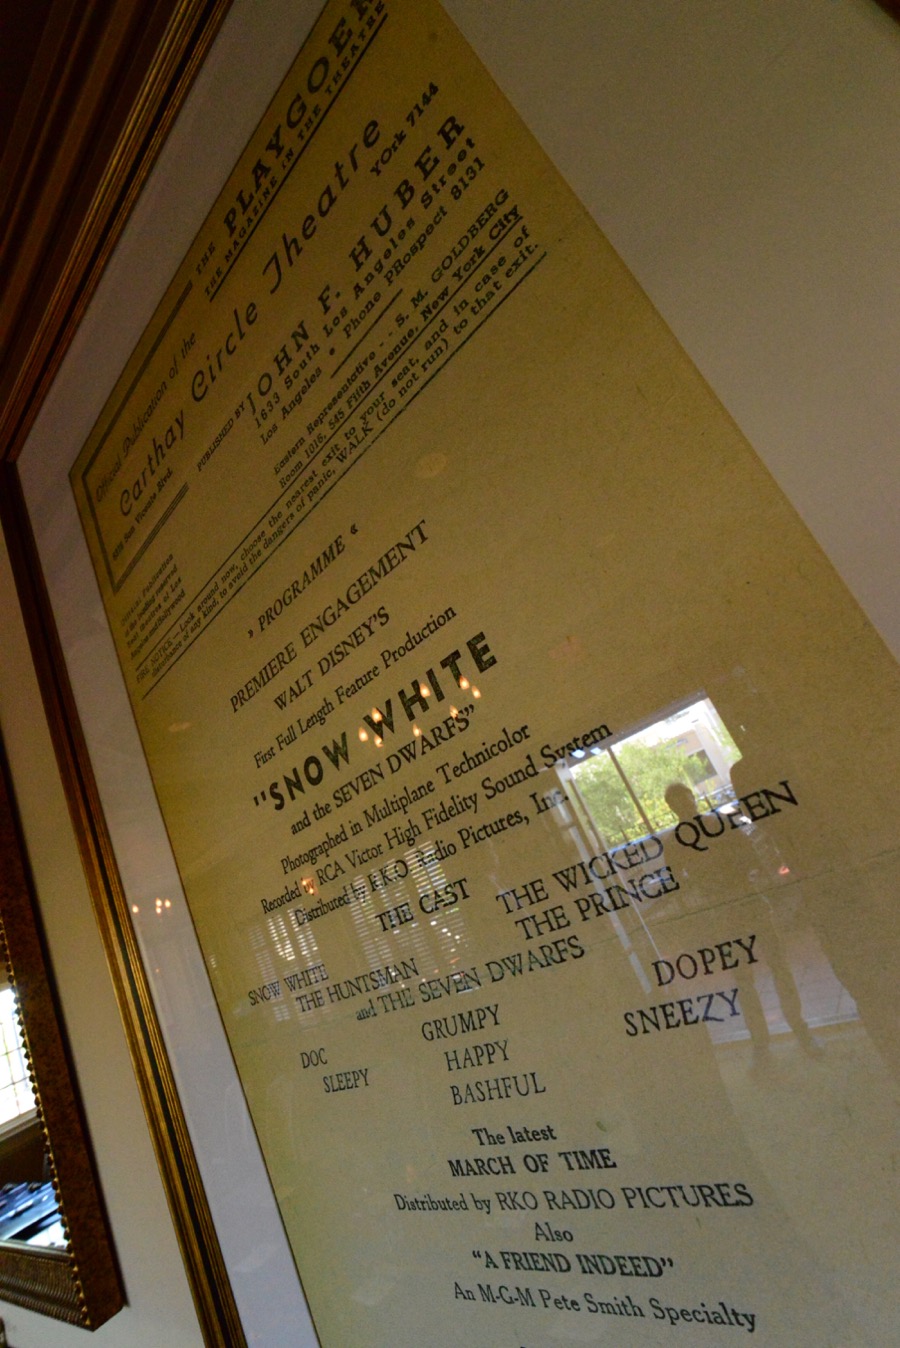 THE PLAYGOER
THE MAGAZINE IN THE THEATRE
Official Publication of the
Carthay Circle Theatre
San Vicente Blvd.
YOrk 7144
PUBLISHED BY JOHN F. HUBER
1633 South Los Angeles Street
Los Angeles • Phone PRospect 8131
Eastern Representative - - S. M. GOLDBERG
Room 1016, 545 Fifth Avenue, New York City
FIRE NOTICE—Look around now, choose the nearest exit to your seat, and in case of
disturbance of any kind, to avoid the dangers of panic, WALK (do not run) to that exit.
» PROGRAMME «
PREMIERE ENGAGEMENT
WALT DISNEY'S
First Full Length Feature Production
"SNOW WHITE
and the SEVEN DWARFS"
Photographed in Multiplane Technicolor
Recorded by RCA Victor High Fidelity Sound System
Distributed by R.K.O Radio Pictures, Inc.
THE CAST
SNOW WHITE THE WICKED QUEEN
THE HUNTSMAN THE PRINCE
and THE SEVEN DWARFS
DOC GRUMPY DOPEY
SLEEPY HAPPY SNEEZY
BASHFUL
The latest
MARCH OF TIME
Distributed by RKO RADIO PICTURES
Also
"A FRIEND INDEED"
An M-G-M Pete Smith Specialty